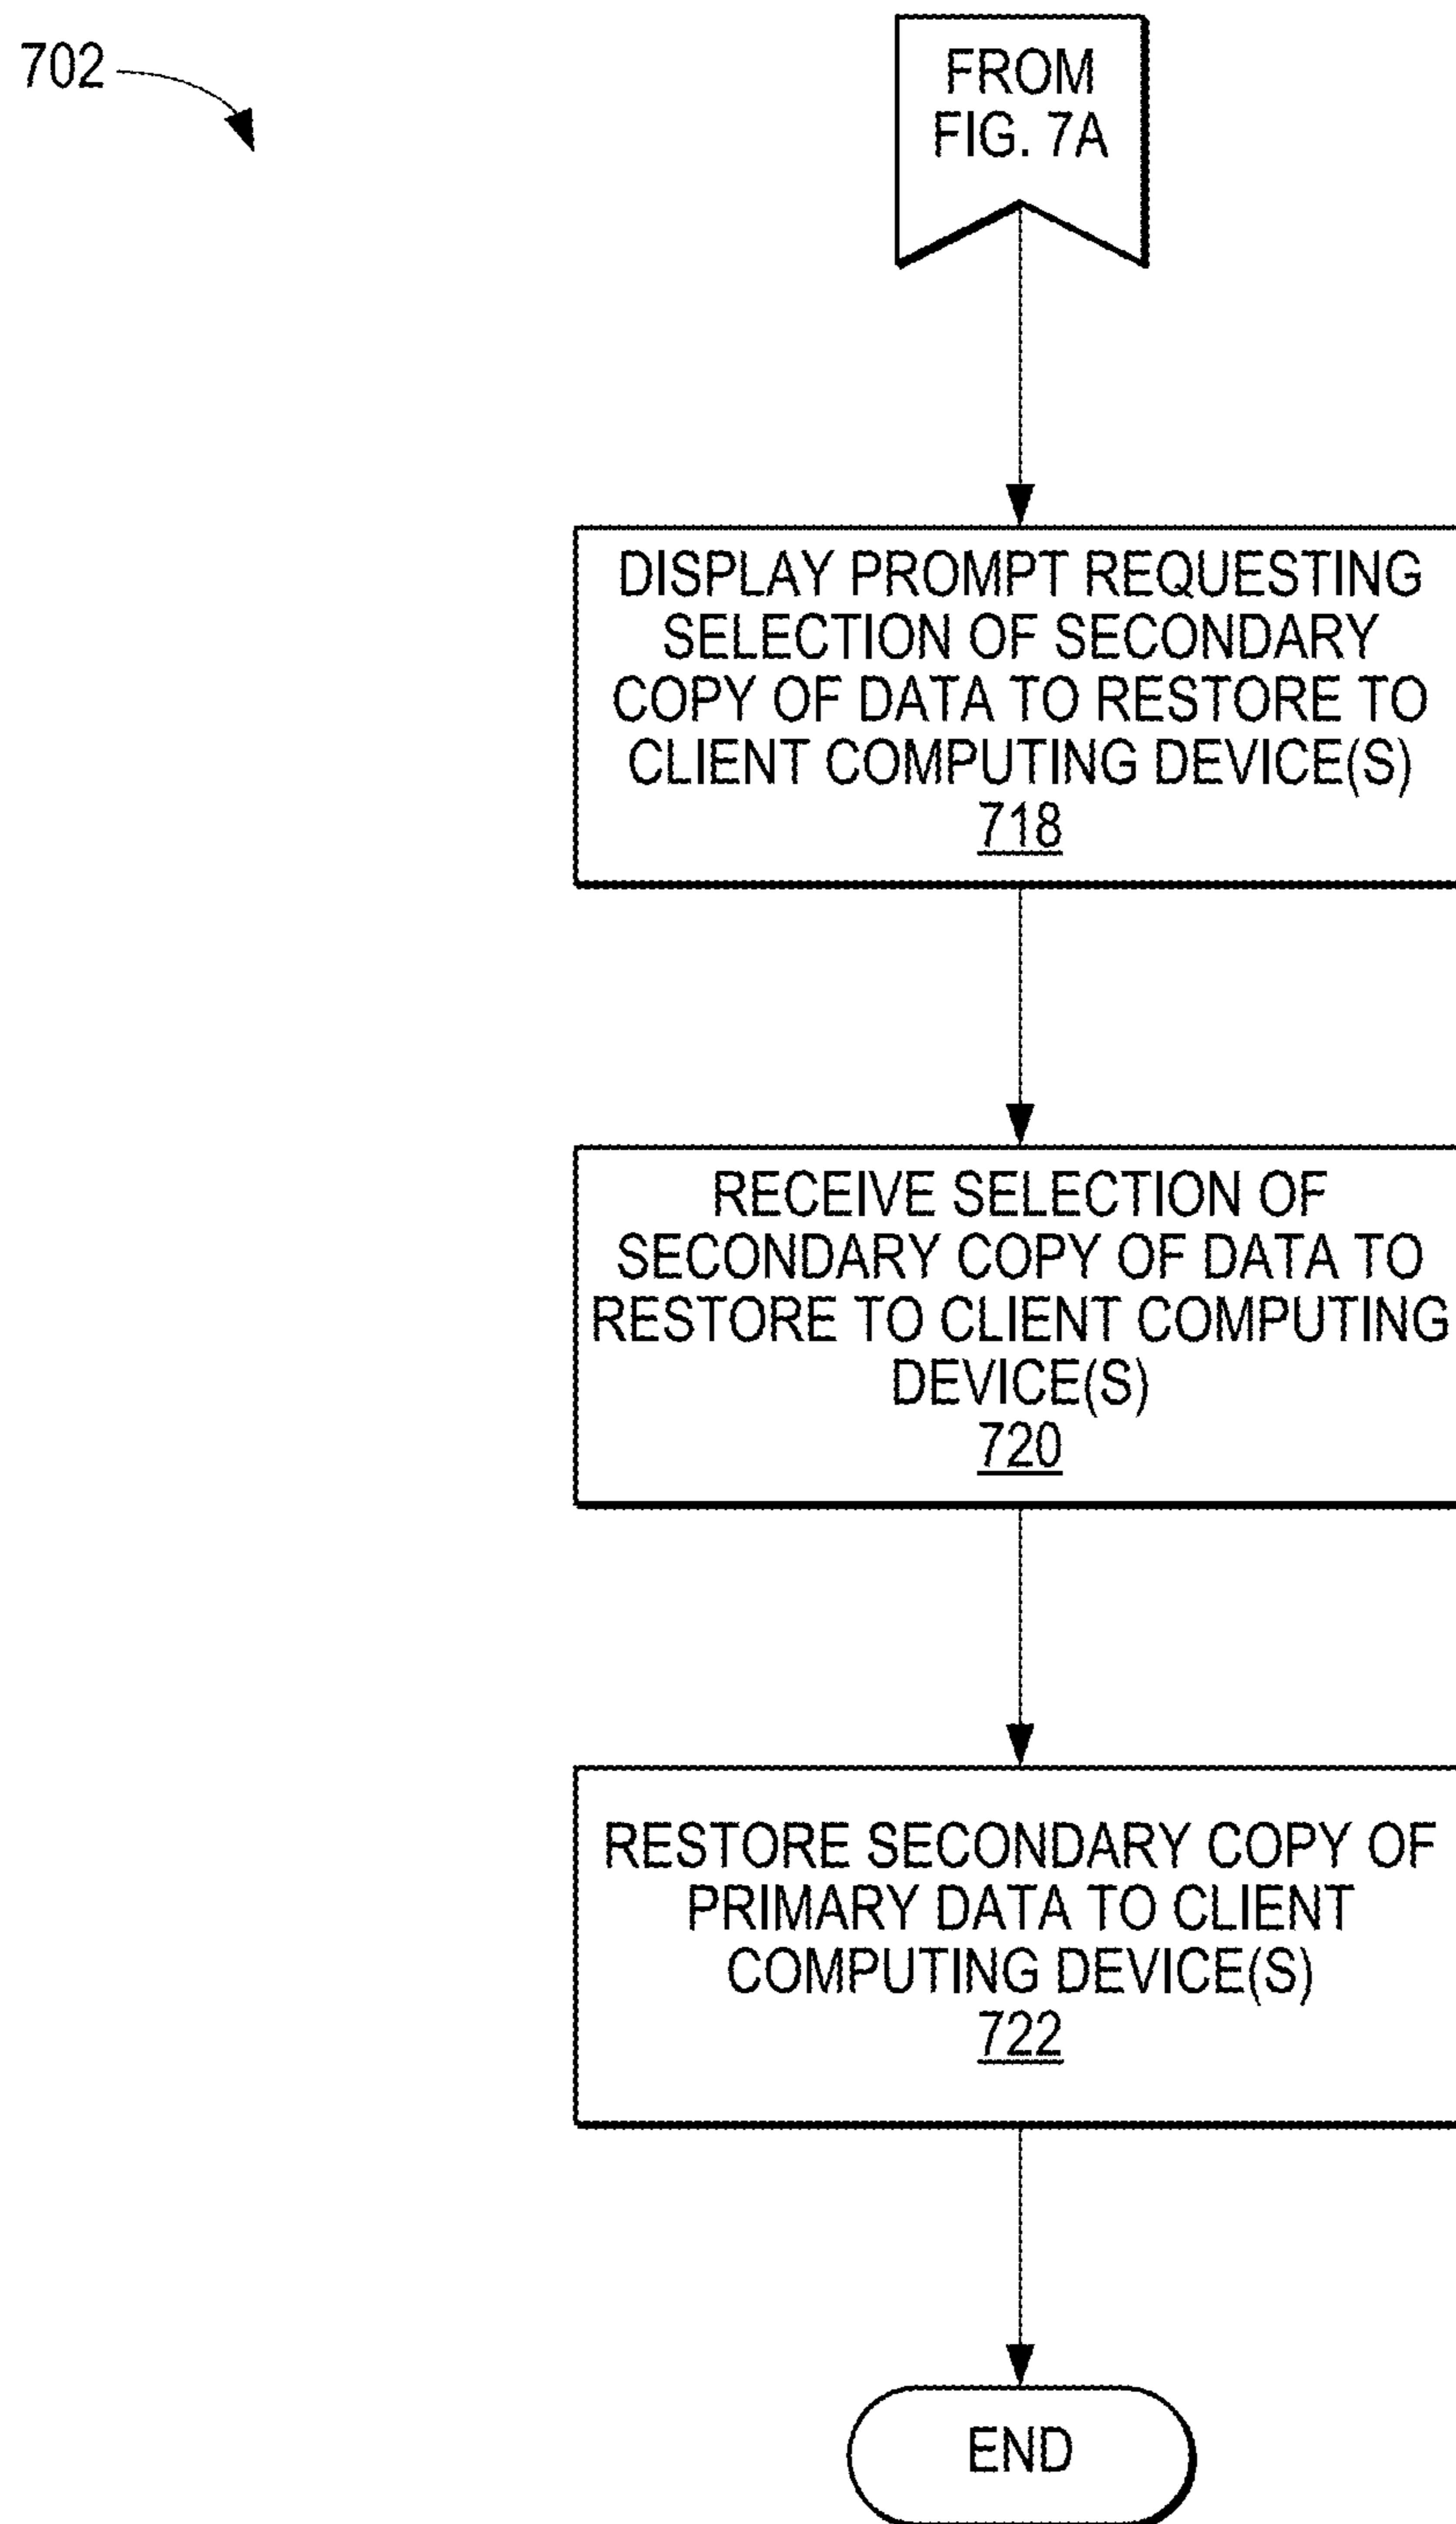 702
FROM
FIG. 7A
DISPLAY PROMPT REQUESTING
SELECTION OF SECONDARY
COPY OF DATA TO RESTORE TO
CLIENT COMPUTING DEVICE(S)
718
RECEIVE SELECTION OF
SECONDARY COPY OF DATA TO
RESTORE TO CLIENT COMPUTING
DEVICE(S)
720
RESTORE SECONDARY COPY OF
PRIMARY DATA TO CLIENT
COMPUTING DEVICE(S)
722
END